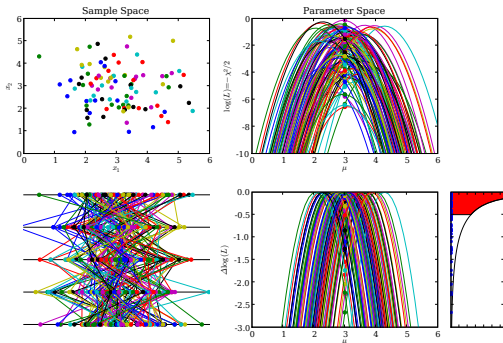 Sample Space
Parameter Space
6
5
4
3
2
1
0
x₂
0 1 2 3 4 5 6
x₁
0
-2
-4
-6
-8
-10
log(L)=−χ²/2
0 1 2 3 4 5 6
μ
0.0
-0.5
-1.0
-1.5
-2.0
-2.5
-3.0
Δlog(L)
0 1 2 3 4 5 6
μ